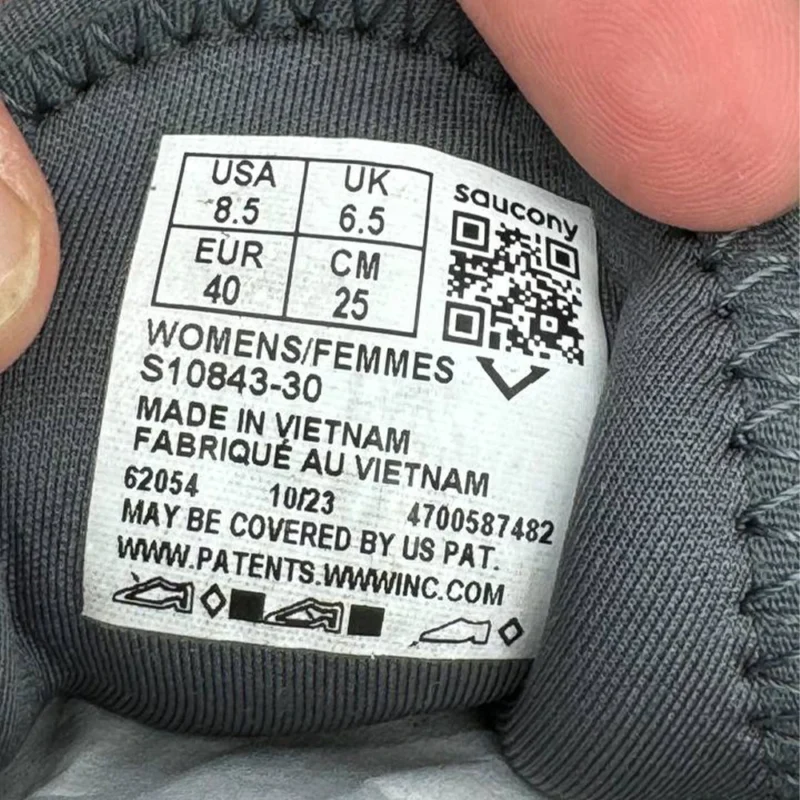 USA UK
8.5 6.5
EUR CM
40 25
saucony
WOMENS/FEMMES
S10843-30
MADE IN VIETNAM
FABRIQUÉ AU VIETNAM
62054 10/23 4700587482
MAY BE COVERED BY US PAT.
WWW.PATENTS.WWWINC.COM